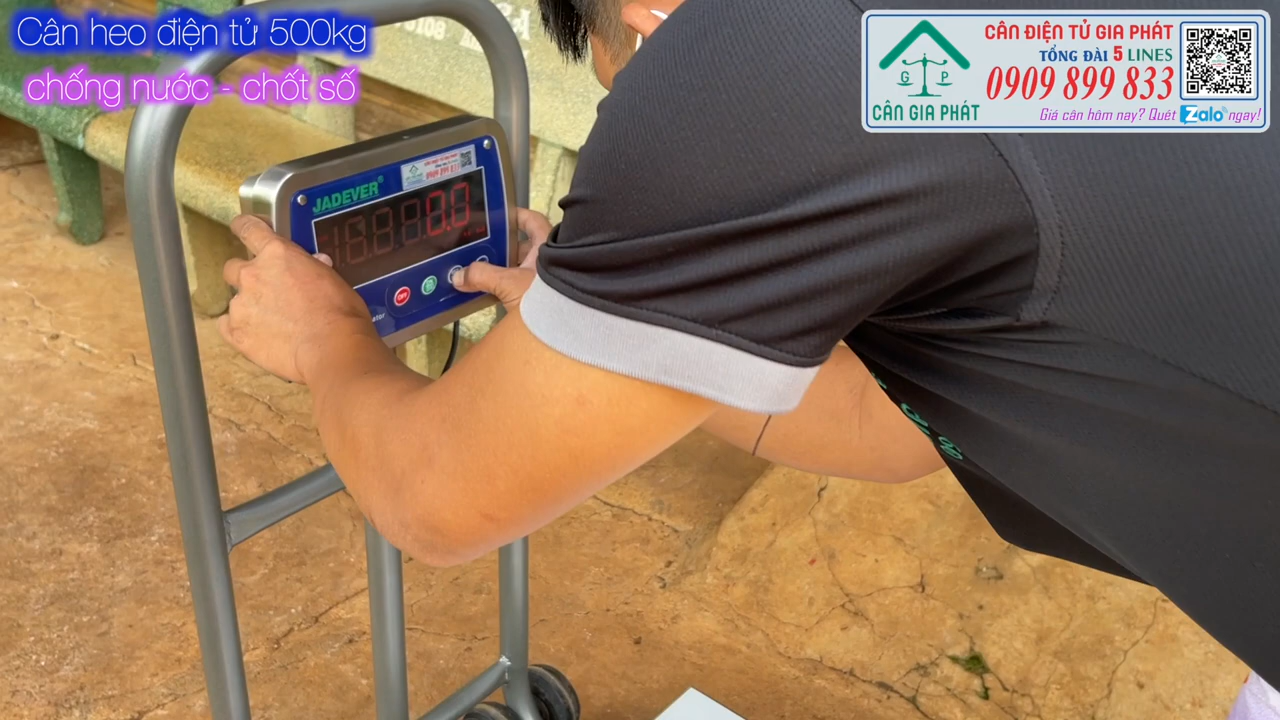 Cân heo điện tử 500kg
chống nước - chốt số
CÂN ĐIỆN TỬ GIA PHÁT
TỔNG ĐÀI 5 LINES
0909 899 833
G P
CÂN GIA PHÁT
Giá cân hôm nay? Quét Zalo ngay!
JADEVER®
0.0
OFF